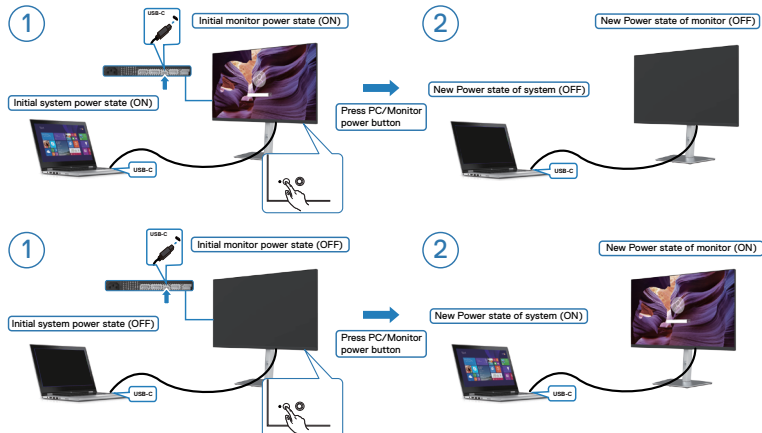 1
USB-C
Initial monitor power state (ON)
Initial system power state (ON)
USB-C
Press PC/Monitor
power button
2
New Power state of monitor (OFF)
New Power state of system (OFF)
USB-C
1
USB-C
Initial monitor power state (OFF)
Initial system power state (OFF)
USB-C
Press PC/Monitor
power button
2
New Power state of monitor (ON)
New Power state of system (ON)
USB-C